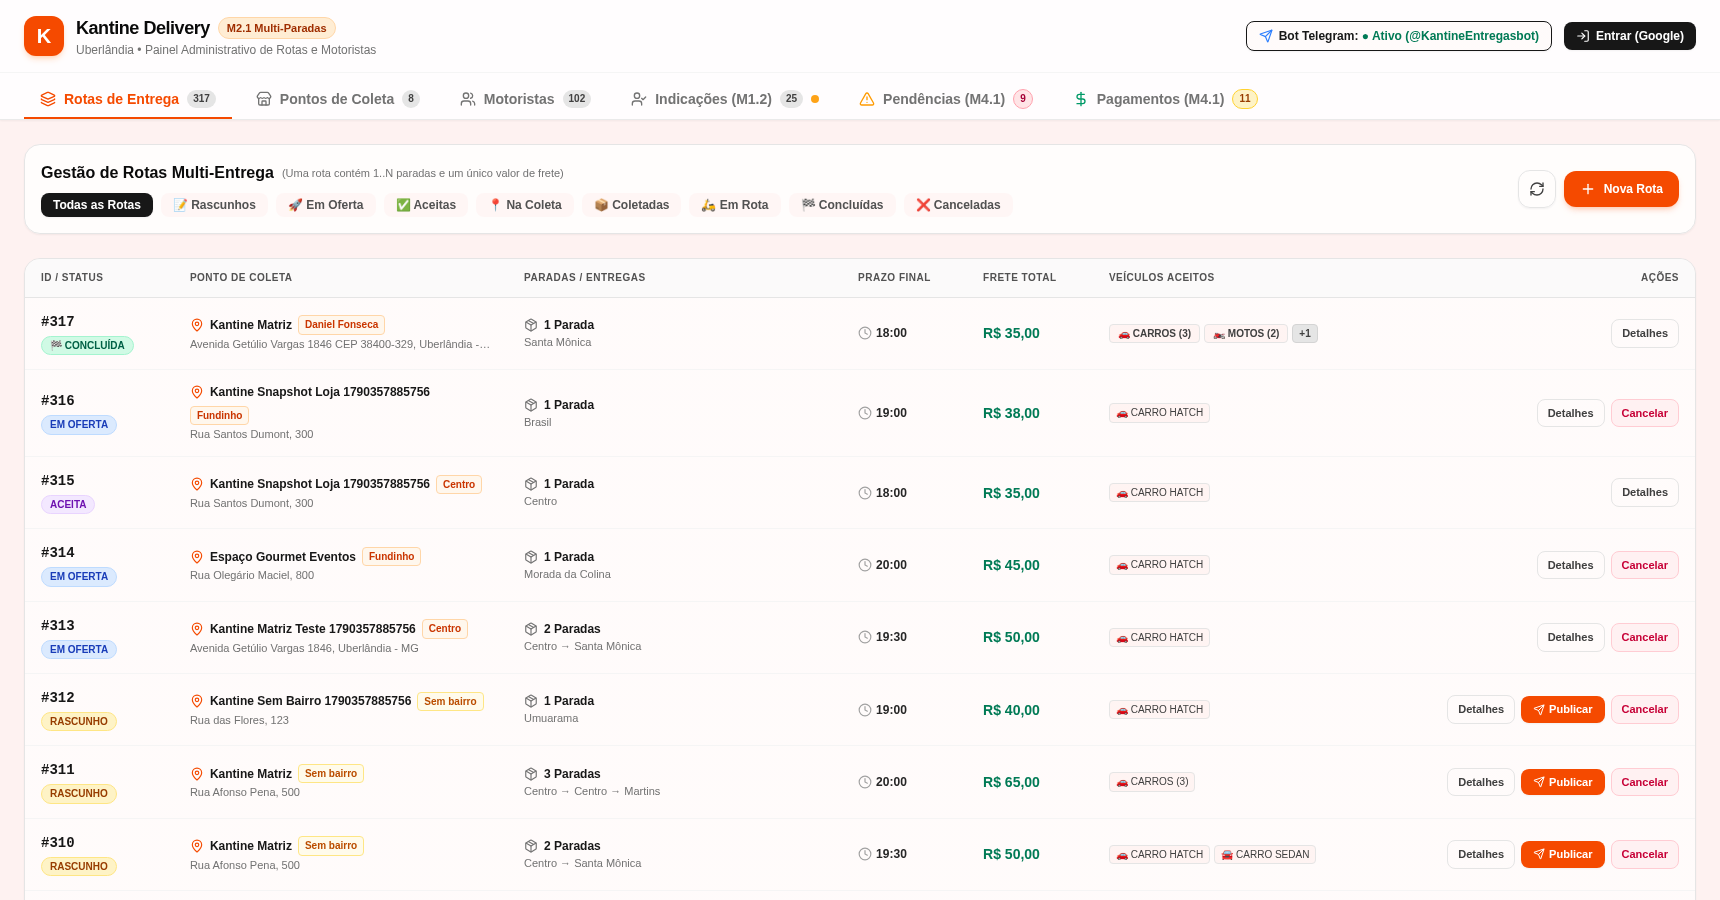 K
Kantine Delivery
M2.1 Multi-Paradas
Uberlândia • Painel Administrativo de Rotas e Motoristas
Bot Telegram: ● Ativo (@KantineEntregasbot)
Entrar (Google)
Rotas de Entrega 317
Pontos de Coleta 8
Motoristas 102
Indicações (M1.2) 25
Pendências (M4.1) 9
Pagamentos (M4.1) 11
Gestão de Rotas Multi-Entrega (Uma rota contém 1..N paradas e um único valor de frete)
Todas as Rotas
📝 Rascunhos
🚀 Em Oferta
✅ Aceitas
📍 Na Coleta
📦 Coletadas
🛵 Em Rota
🏁 Concluídas
❌ Canceladas
Nova Rota
ID / STATUS
PONTO DE COLETA
PARADAS / ENTREGAS
PRAZO FINAL
FRETE TOTAL
VEÍCULOS ACEITOS
AÇÕES
#317
🏁 CONCLUÍDA
Kantine Matriz Daniel Fonseca
Avenida Getúlio Vargas 1846 CEP 38400-329, Uberlândia -...
1 Parada
Santa Mônica
18:00
R$ 35,00
🚗 CARROS (3) 🏍️ MOTOS (2) +1
Detalhes
#316
EM OFERTA
Kantine Snapshot Loja 1790357885756
Fundinho
Rua Santos Dumont, 300
1 Parada
Brasil
19:00
R$ 38,00
🚗 CARRO HATCH
Detalhes
Cancelar
#315
ACEITA
Kantine Snapshot Loja 1790357885756 Centro
Rua Santos Dumont, 300
1 Parada
Centro
18:00
R$ 35,00
🚗 CARRO HATCH
Detalhes
#314
EM OFERTA
Espaço Gourmet Eventos Fundinho
Rua Olegário Maciel, 800
1 Parada
Morada da Colina
20:00
R$ 45,00
🚗 CARRO HATCH
Detalhes
Cancelar
#313
EM OFERTA
Kantine Matriz Teste 1790357885756 Centro
Avenida Getúlio Vargas 1846, Uberlândia - MG
2 Paradas
Centro → Santa Mônica
19:30
R$ 50,00
🚗 CARRO HATCH
Detalhes
Cancelar
#312
RASCUNHO
Kantine Sem Bairro 1790357885756 Sem bairro
Rua das Flores, 123
1 Parada
Umuarama
19:00
R$ 40,00
🚗 CARRO HATCH
Detalhes
Publicar
Cancelar
#311
RASCUNHO
Kantine Matriz Sem bairro
Rua Afonso Pena, 500
3 Paradas
Centro → Centro → Martins
20:00
R$ 65,00
🚗 CARROS (3)
Detalhes
Publicar
Cancelar
#310
RASCUNHO
Kantine Matriz Sem bairro
Rua Afonso Pena, 500
2 Paradas
Centro → Santa Mônica
19:30
R$ 50,00
🚗 CARRO HATCH 🚘 CARRO SEDAN
Detalhes
Publicar
Cancelar